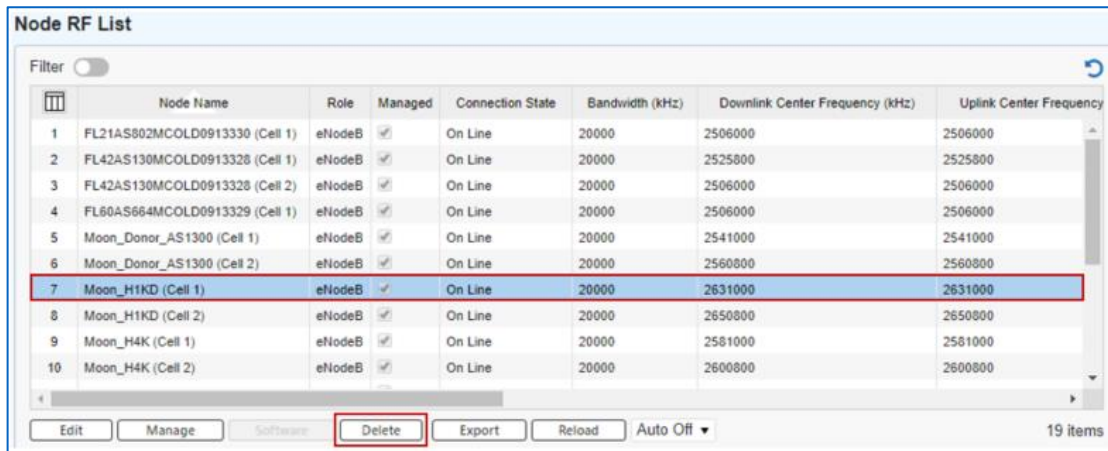 Node RF List
Filter
Node Name Role Managed Connection State Bandwidth (kHz) Downlink Center Frequency (kHz) Uplink Center Frequency
1 FL21AS802MCOLD0913330 (Cell 1) eNodeB On Line 20000 2506000 2506000
2 FL42AS130MCOLD0913328 (Cell 1) eNodeB On Line 20000 2525800 2525800
3 FL42AS130MCOLD0913328 (Cell 2) eNodeB On Line 20000 2506000 2506000
4 FL60AS664MCOLD0913329 (Cell 1) eNodeB On Line 20000 2506000 2506000
5 Moon_Donor_AS1300 (Cell 1) eNodeB On Line 20000 2541000 2541000
6 Moon_Donor_AS1300 (Cell 2) eNodeB On Line 20000 2560800 2560800
7 Moon_H1KD (Cell 1) eNodeB On Line 20000 2631000 2631000
8 Moon_H1KD (Cell 2) eNodeB On Line 20000 2650800 2650800
9 Moon_H4K (Cell 1) eNodeB On Line 20000 2581000 2581000
10 Moon_H4K (Cell 2) eNodeB On Line 20000 2600800 2600800
Edit Manage Software Delete Export Reload Auto Off 19 items